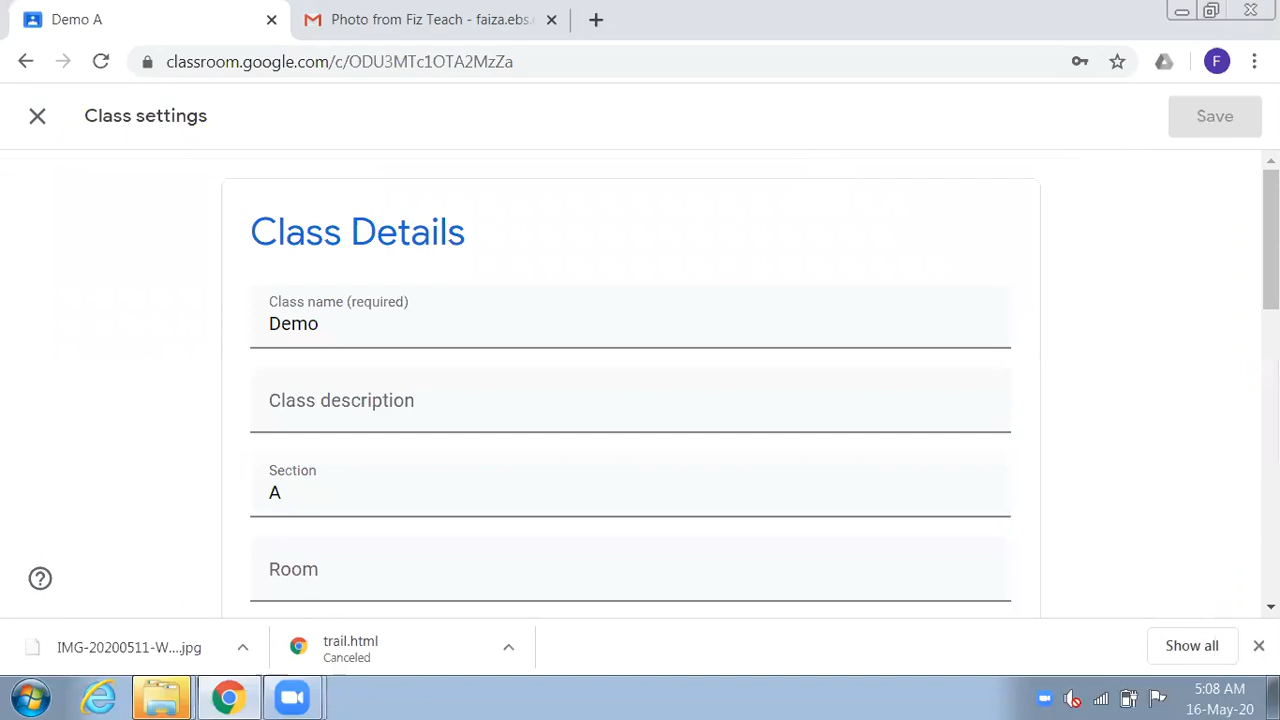 Demo A
Photo from Fiz Teach - faiza.ebs.
classroom.google.com/c/ODU3MTc1OTA2MzZa
F
Class settings
Save
Class Details
Class name (required)
Demo
Class description
Section
A
Room
IMG-20200511-W....jpg
trail.html
Canceled
Show all
5:08 AM
16-May-20